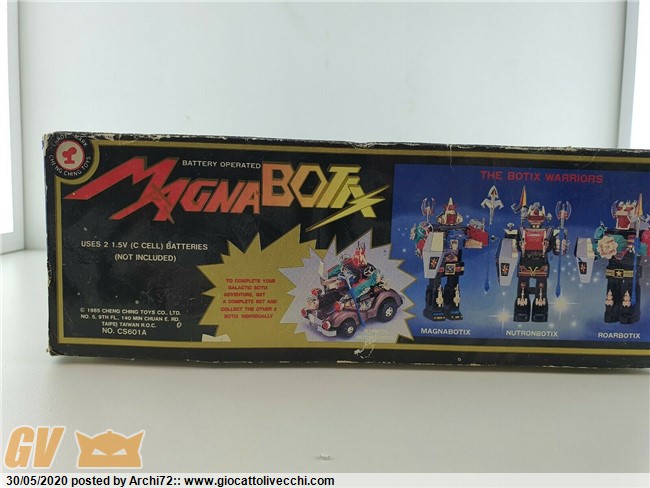 TRADE MARK
CHENG CHING TOYS
BATTERY OPERATED
MAGNABOTIX
USES 2 1.5V (C CELL) BATTERIES
(NOT INCLUDED)
TO COMPLETE YOUR
GALACTIC BOTIX
ADVENTURE, GET
A COMPLETE SET AND
COLLECT THE OTHER 5
BOTIX INDIVIDUALLY
© 1985 CHENG CHING TOYS CO., LTD.
NO. 6, 9TH FL., 140 MIN CHUAN E. RD.
TAIPEI TAIWAN R.O.C.
NO. CS601A
THE BOTIX WARRIORS
MAGNABOTIX
NUTRONBOTIX
ROARBOTIX
GV
30/05/2020 posted by Archi72:: www.giocattolivecchi.com